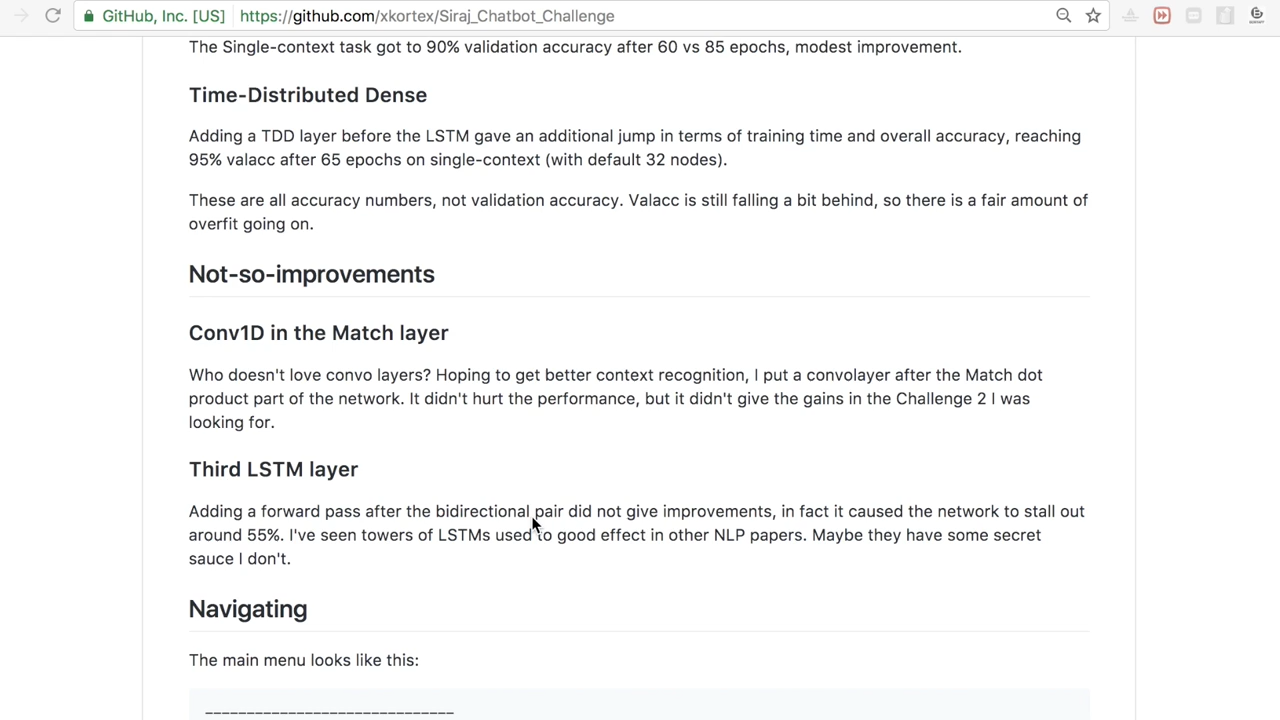 GitHub, Inc. [US] https://github.com/xkortex/Siraj_Chatbot_Challenge
The Single-context task got to 90% validation accuracy after 60 vs 85 epochs, modest improvement.
Time-Distributed Dense
Adding a TDD layer before the LSTM gave an additional jump in terms of training time and overall accuracy, reaching
95% valacc after 65 epochs on single-context (with default 32 nodes).
These are all accuracy numbers, not validation accuracy. Valacc is still falling a bit behind, so there is a fair amount of
overfit going on.
Not-so-improvements
Conv1D in the Match layer
Who doesn't love convo layers? Hoping to get better context recognition, I put a convolayer after the Match dot
product part of the network. It didn't hurt the performance, but it didn't give the gains in the Challenge 2 I was
looking for.
Third LSTM layer
Adding a forward pass after the bidirectional pair did not give improvements, in fact it caused the network to stall out
around 55%. I've seen towers of LSTMs used to good effect in other NLP papers. Maybe they have some secret
sauce I don't.
Navigating
The main menu looks like this:
______________________________